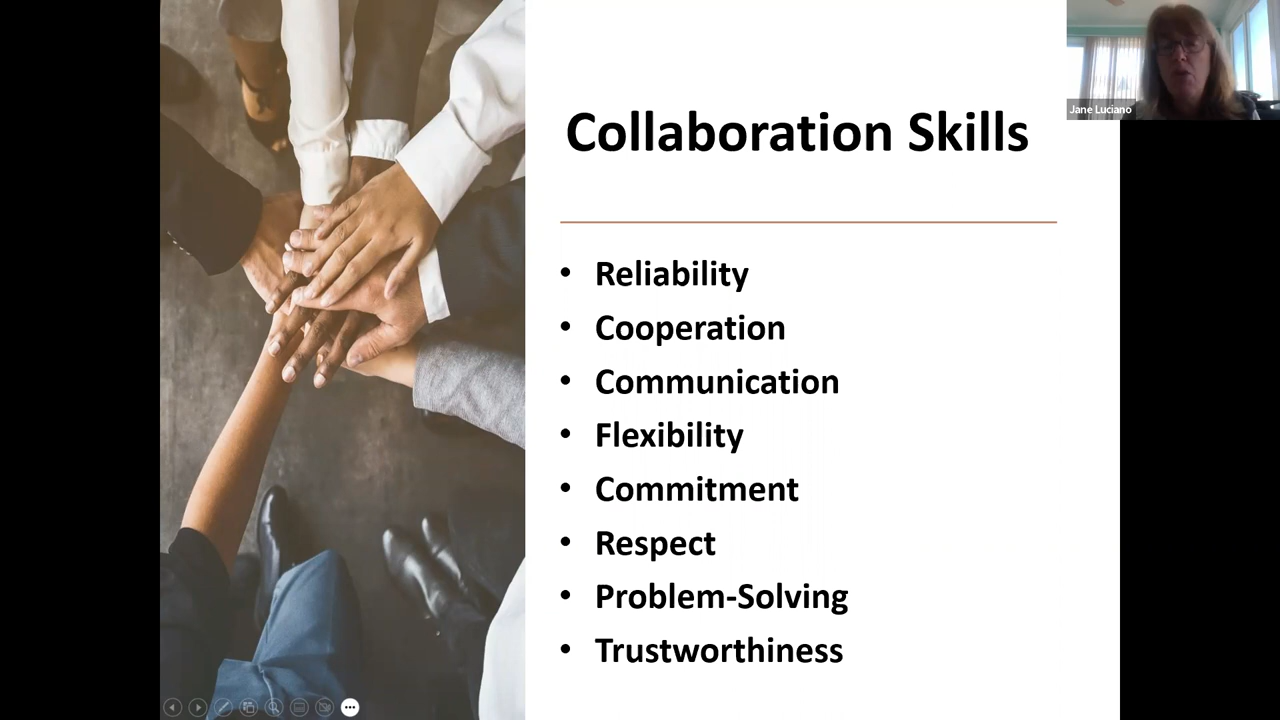 Collaboration Skills
Jane Luciano
• Reliability
• Cooperation
• Communication
• Flexibility
• Commitment
• Respect
• Problem-Solving
• Trustworthiness